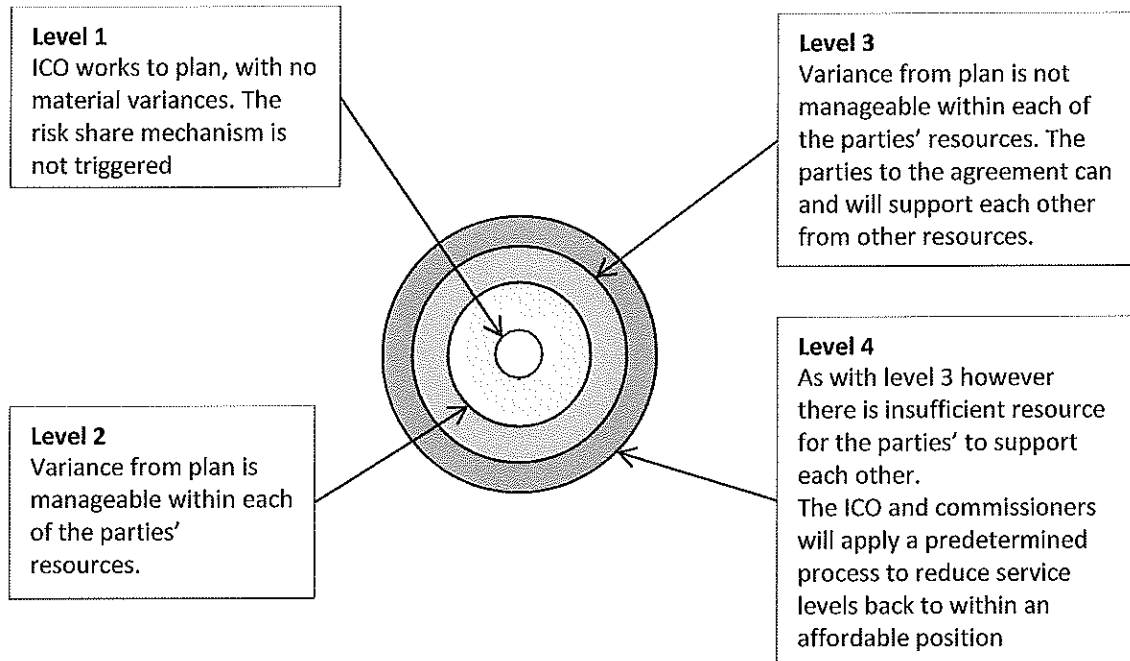 Level 1
ICO works to plan, with no
material variances. The
risk share mechanism is
not triggered
Level 3
Variance from plan is not
manageable within each of
the parties’ resources. The
parties to the agreement can
and will support each other
from other resources.
Level 2
Variance from plan is
manageable within each
of the parties’
resources.
Level 4
As with level 3 however
there is insufficient resource
for the parties’ to support
each other.
The ICO and commissioners
will apply a predetermined
process to reduce service
levels back to within an
affordable position